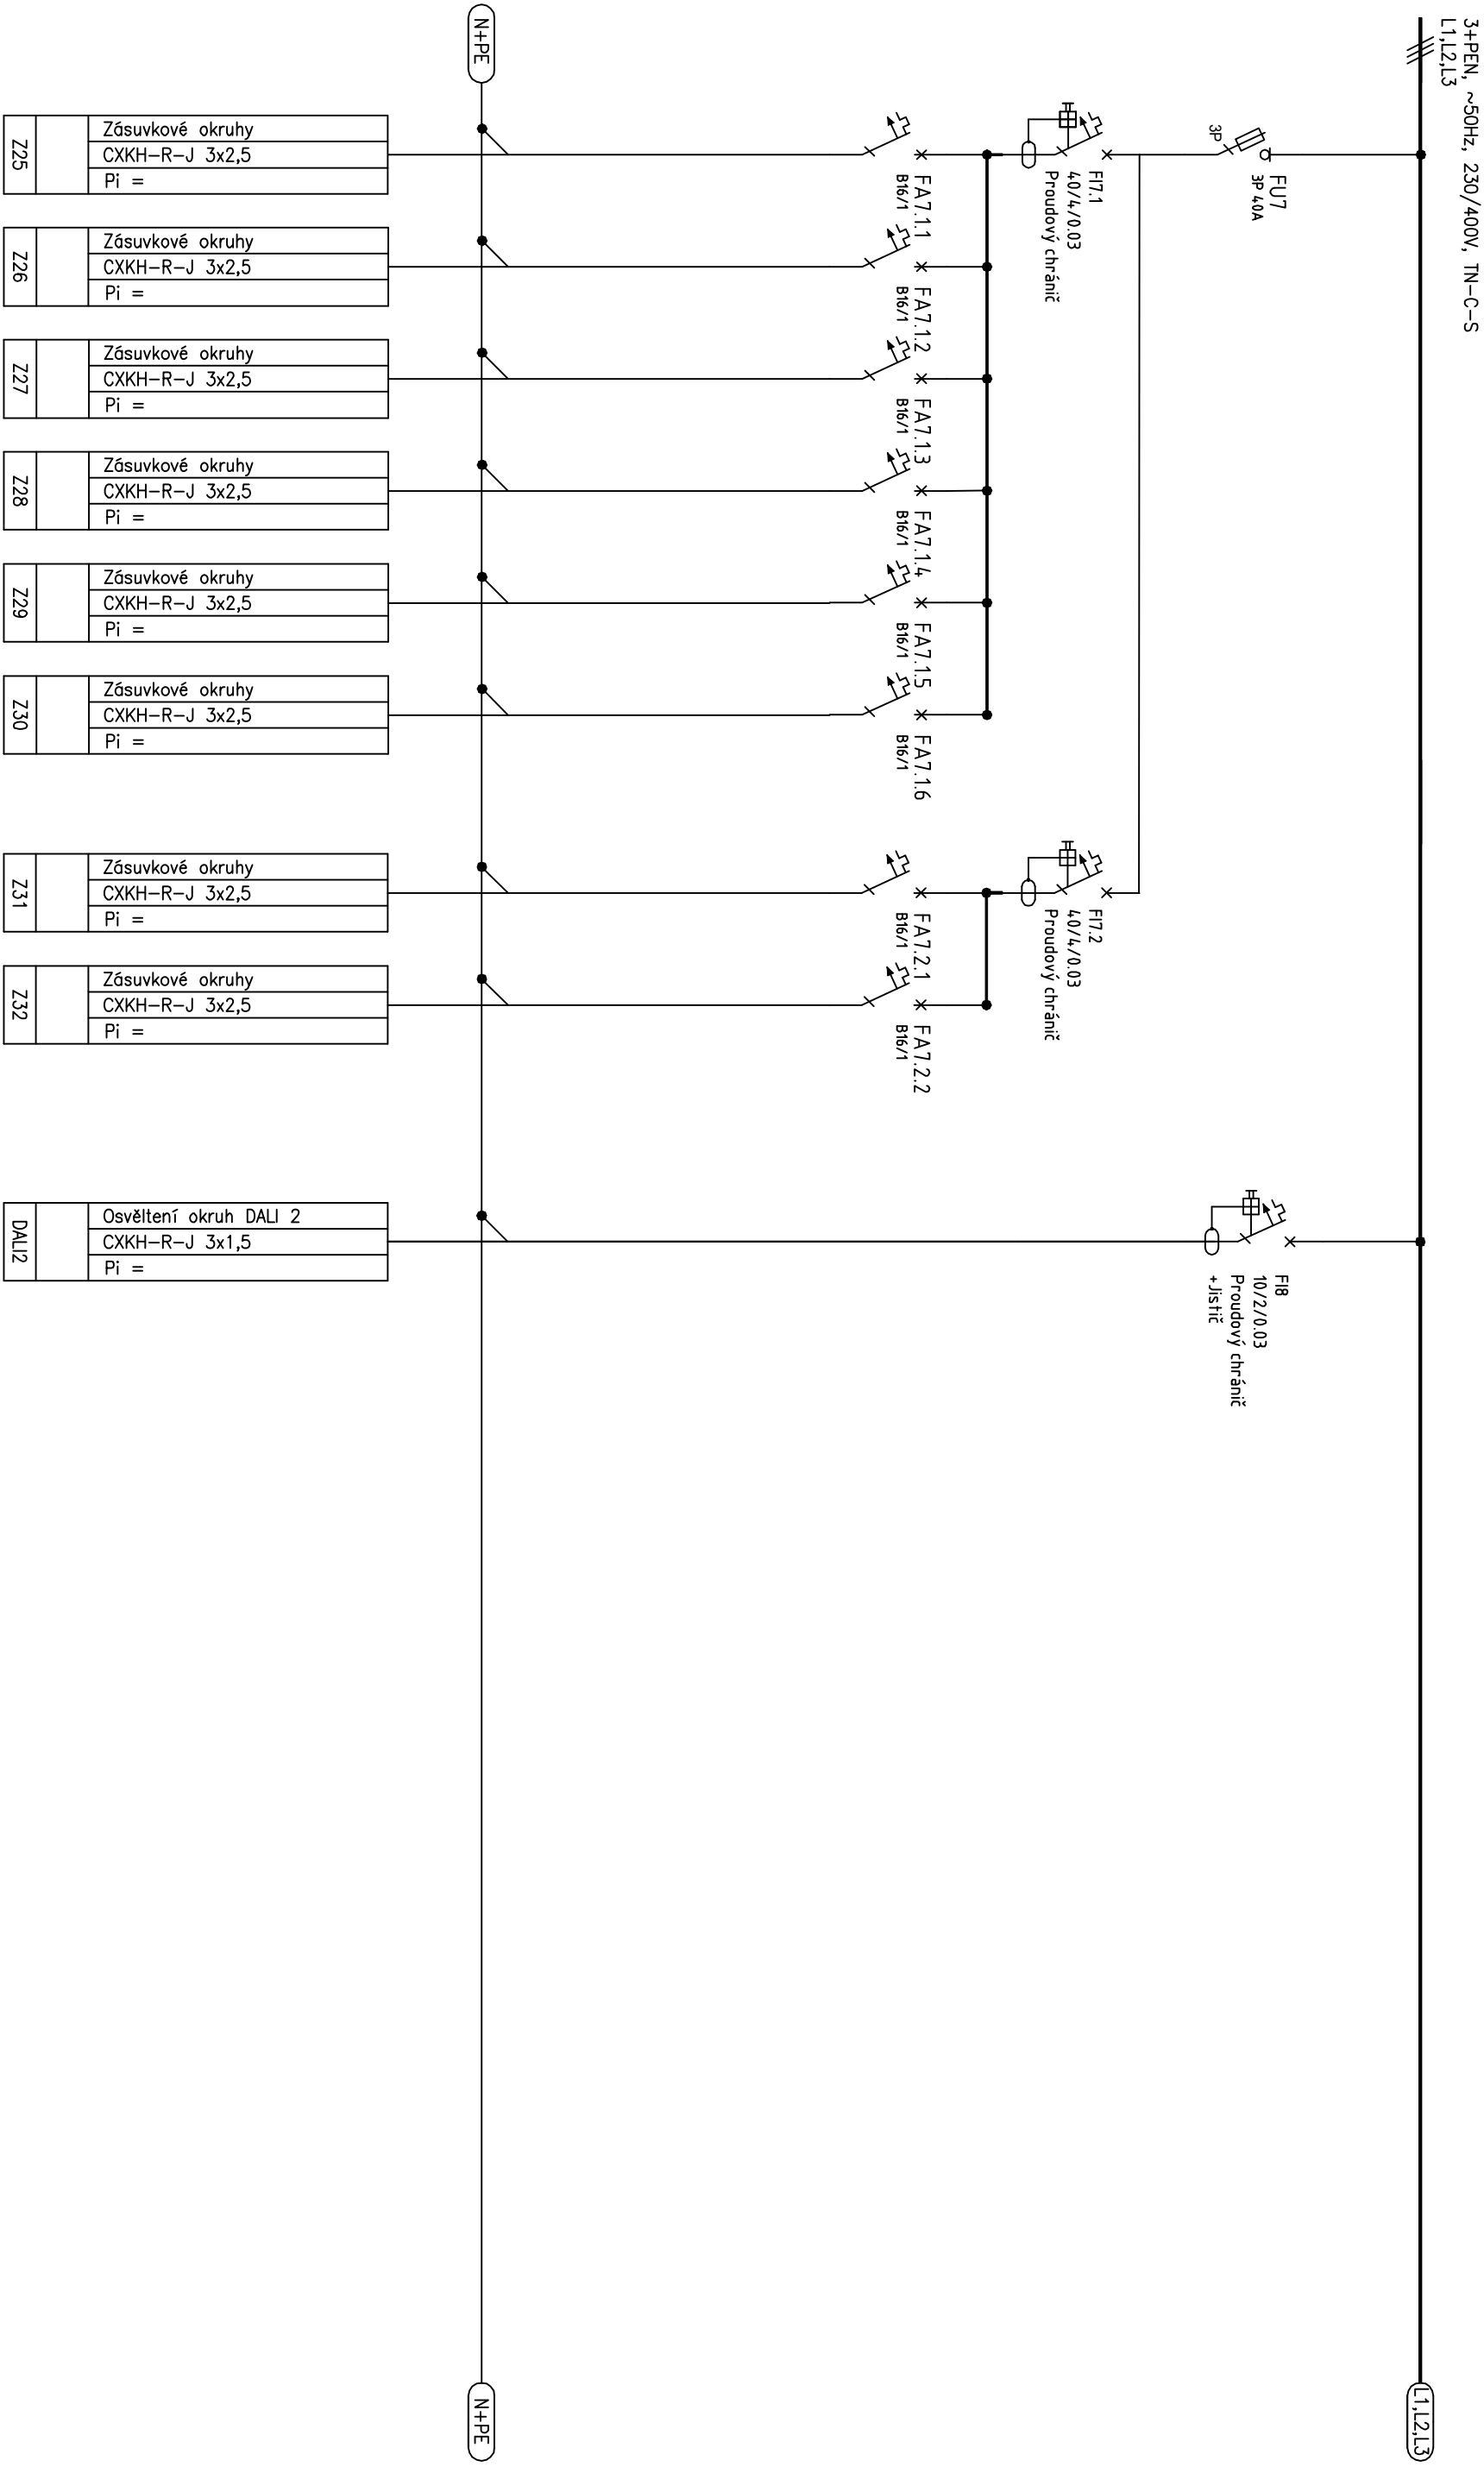 3+PEN, ~50Hz, 230/400V, TN-C-S
L1,L2,L3
L1,L2,L3
FU7
3P 40A
3P
FI7.1
40/4/0.03
Proudový chránič
FI7.2
40/4/0.03
Proudový chránič
FI8
10/2/0.03
Proudový chránič
+Jistič
FA7.1.1
B16/1
FA7.1.2
B16/1
FA7.1.3
B16/1
FA7.1.4
B16/1
FA7.1.5
B16/1
FA7.1.6
B16/1
FA7.2.1
B16/1
FA7.2.2
B16/1
N+PE
N+PE
Zásuvkové okruhy
CXKH-R-J 3x2,5
Pi =
Z25
Zásuvkové okruhy
CXKH-R-J 3x2,5
Pi =
Z26
Zásuvkové okruhy
CXKH-R-J 3x2,5
Pi =
Z27
Zásuvkové okruhy
CXKH-R-J 3x2,5
Pi =
Z28
Zásuvkové okruhy
CXKH-R-J 3x2,5
Pi =
Z29
Zásuvkové okruhy
CXKH-R-J 3x2,5
Pi =
Z30
Zásuvkové okruhy
CXKH-R-J 3x2,5
Pi =
Z31
Zásuvkové okruhy
CXKH-R-J 3x2,5
Pi =
Z32
Osvěltení okruh DALI 2
CXKH-R-J 3x1,5
Pi =
DALI2